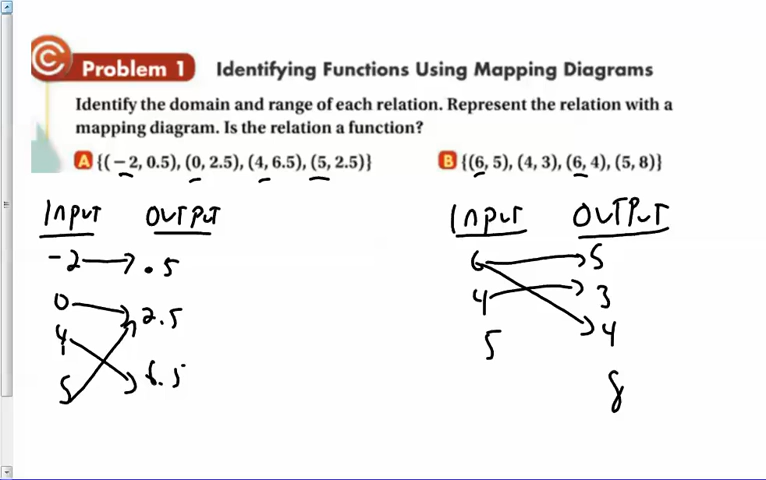 C Problem 1 Identifying Functions Using Mapping Diagrams
Identify the domain and range of each relation. Represent the relation with a
mapping diagram. Is the relation a function?
A {(−2, 0.5), (0, 2.5), (4, 6.5), (5, 2.5)} B {(6, 5), (4, 3), (6, 4), (5, 8)}
INPUT OUTPUT INPUT OUTPUT
-2 .5 6 5
0 2.5 4 3
4 6.5 5 4
5 8